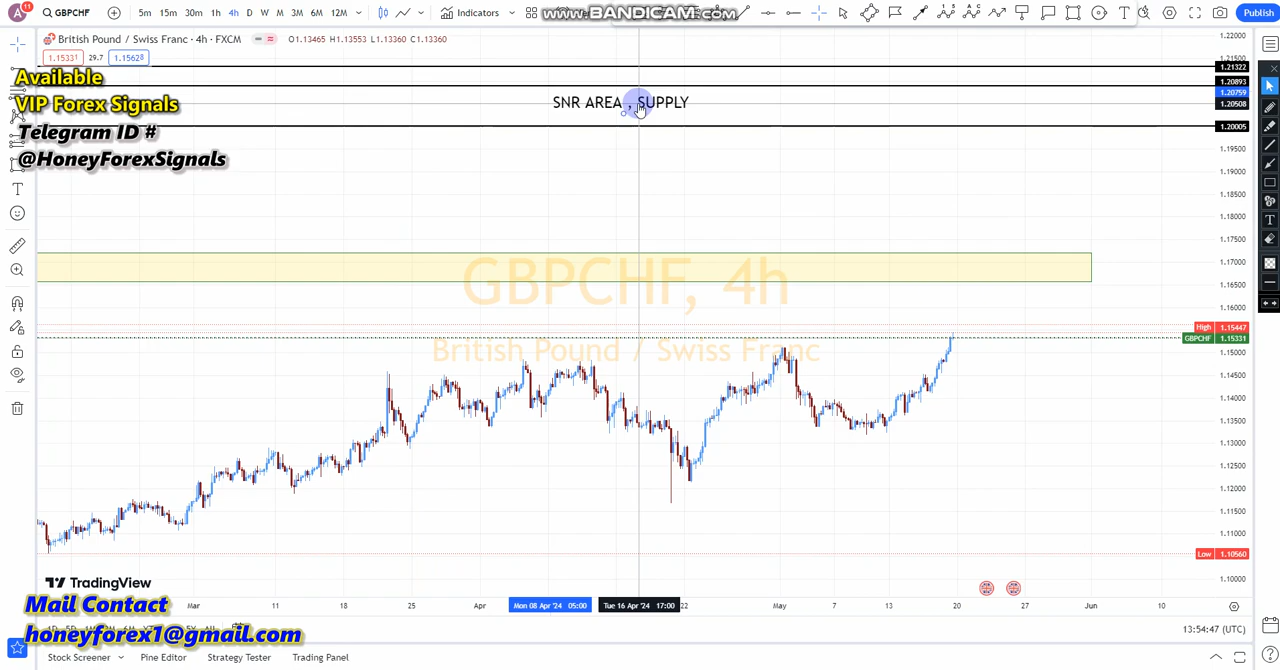 11
GBPCHF
5m 15m 30m 1h 4h D W M 3M 6M 12M
Indicators
WWW.BANDICAM.COM
Publish
British Pound / Swiss Franc · 4h · FXCM
O1.13465 H1.13553 L1.13360 C1.13360
1.15331 29.7 1.15628
Available
VIP Forex Signals
Telegram ID #
@HoneyForexSignals
SNR AREA , SUPPLY
1.22000
1.21500
1.21322
1.20893
1.20759
1.20508
1.20005
1.19500
1.19000
1.18500
1.18000
1.17500
1.17000
1.16500
1.16000
High 1.15447
GBPCHF 1.15331
1.15000
1.14500
1.14000
1.13500
1.13000
1.12500
1.12000
1.11500
1.11000
Low 1.10560
1.10000
GBPCHF, 4h
British Pound / Swiss Franc
TradingView
Mar 11 18 25 Apr Mon 08 Apr '24 05:00 Tue 16 Apr '24 17:00 22 May 7 13 20 27 Jun 10
Mail Contact
honeyforex1@gmail.com
13:54:47 (UTC)
Stock Screener Pine Editor Strategy Tester Trading Panel